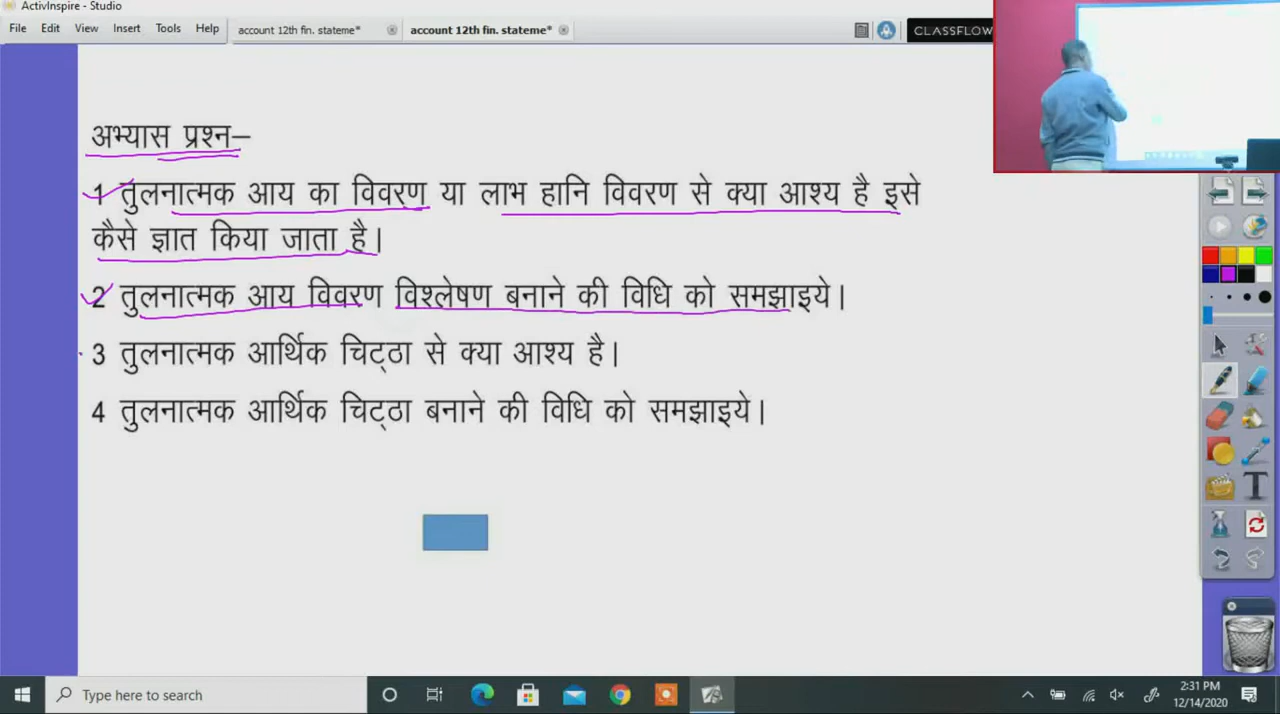 ActivInspire - Studio
File Edit View Insert Tools Help
account 12th fin. stateme*
account 12th fin. stateme*
CLASSFLOW
अभ्यास प्रश्न–
1 तुलनात्मक आय का विवरण या लाभ हानि विवरण से क्या आश्य है इसे
कैसे ज्ञात किया जाता है।
2 तुलनात्मक आय विवरण विश्लेषण बनाने की विधि को समझाइये।
3 तुलनात्मक आर्थिक चिट्ठा से क्या आश्य है।
4 तुलनात्मक आर्थिक चिट्ठा बनाने की विधि को समझाइये।
Type here to search
2:31 PM
12/14/2020